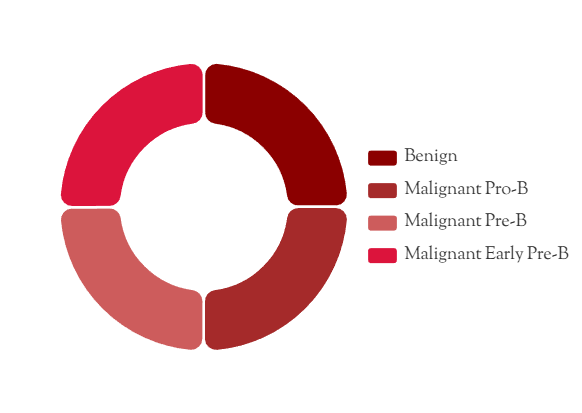 Benign
Malignant Pro-B
Malignant Pre-B
Malignant Early Pre-B